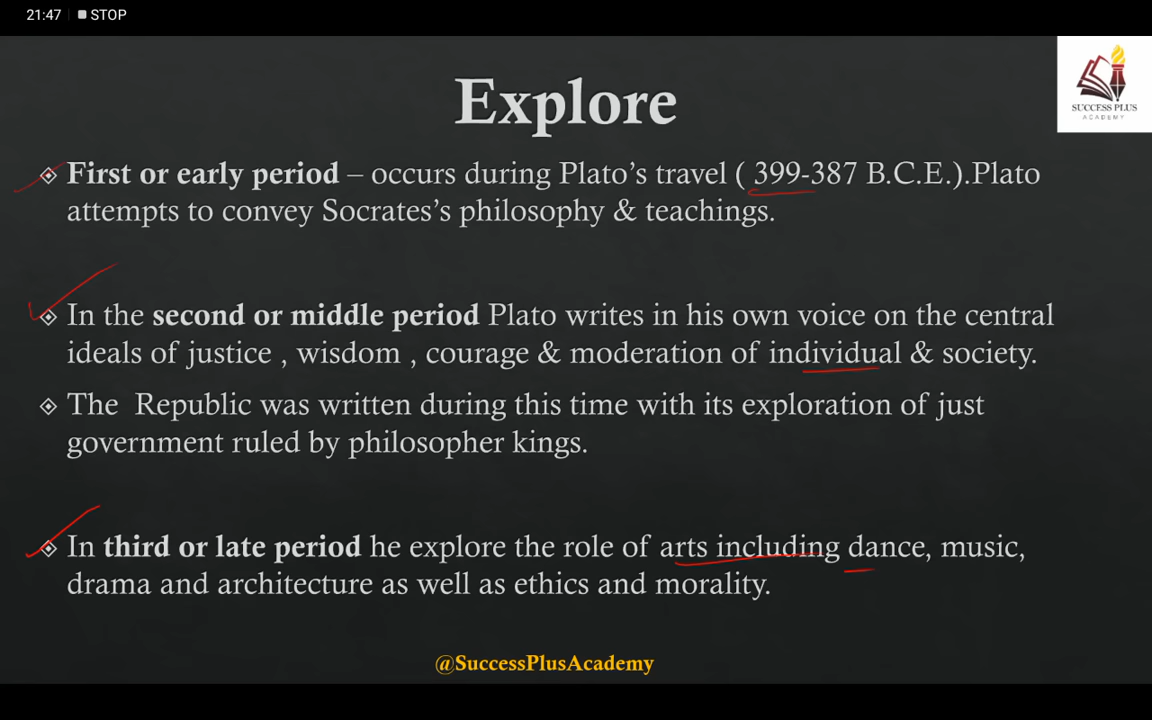 21:47 STOP
Explore
SUCCESS PLUS
ACADEMY
First or early period – occurs during Plato's travel ( 399-387 B.C.E.).Plato
attempts to convey Socrates's philosophy & teachings.
In the second or middle period Plato writes in his own voice on the central
ideals of justice , wisdom , courage & moderation of individual & society.
The Republic was written during this time with its exploration of just
government ruled by philosopher kings.
In third or late period he explore the role of arts including dance, music,
drama and architecture as well as ethics and morality.
@SuccessPlusAcademy